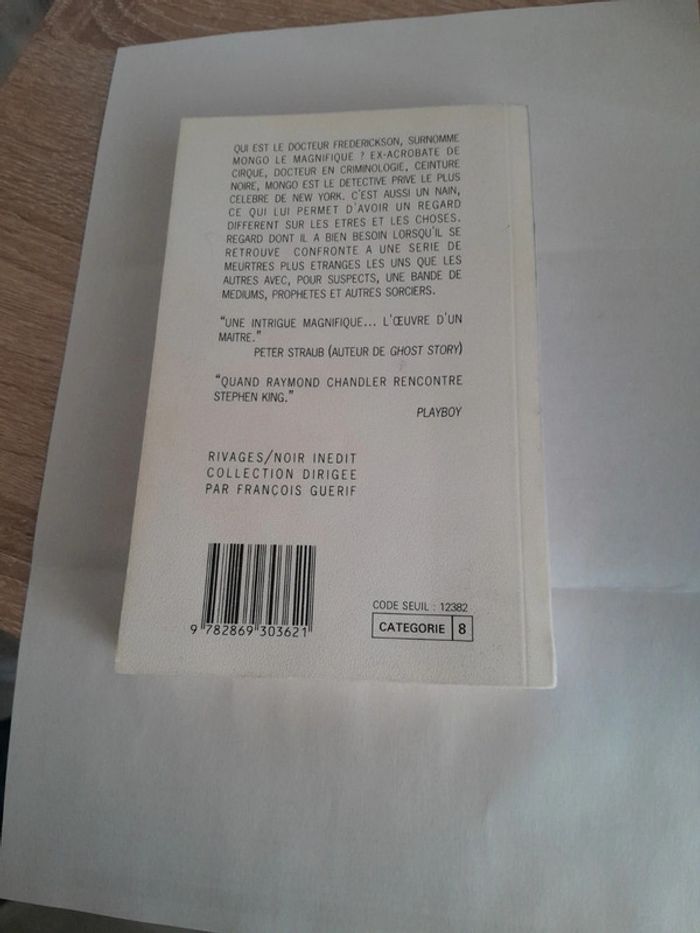 QUI EST LE DOCTEUR FREDERICKSON, SURNOMME
MONGO LE MAGNIFIQUE ? EX-ACROBATE DE
CIRQUE, DOCTEUR EN CRIMINOLOGIE, CEINTURE
NOIRE, MONGO EST LE DETECTIVE PRIVE LE PLUS
CELEBRE DE NEW YORK. C'EST AUSSI UN NAIN,
CE QUI LUI PERMET D'AVOIR UN REGARD
DIFFERENT SUR LES ETRES ET LES CHOSES.
REGARD DONT IL A BIEN BESOIN LORSQU'IL SE
RETROUVE CONFRONTE A UNE SERIE DE
MEURTRES PLUS ETRANGES LES UNS QUE LES
AUTRES AVEC, POUR SUSPECTS, UNE BANDE DE
MEDIUMS, PROPHETES ET AUTRES SORCIERS.
"UNE INTRIGUE MAGNIFIQUE... L'ŒUVRE D'UN
MAITRE."
PETER STRAUB (AUTEUR DE GHOST STORY)
"QUAND RAYMOND CHANDLER RENCONTRE
STEPHEN KING."
PLAYBOY
RIVAGES/NOIR INEDIT
COLLECTION DIRIGEE
PAR FRANÇOIS GUERIF
9 782869 303621
CODE SEUIL : 12382
CATEGORIE 8